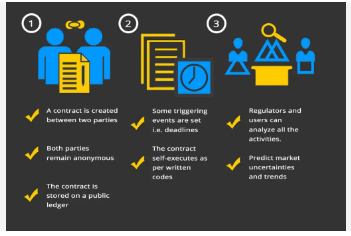 1
2
3
A contract is created
between two parties
Both parties
remain anonymous
The contract is
stored on a public
ledger
Some triggering
events are set
i.e. deadlines
The contract
self-executes as
per written
codes
Regulators and
users can
analyze all the
activities.
Predict market
uncertainties
and trends